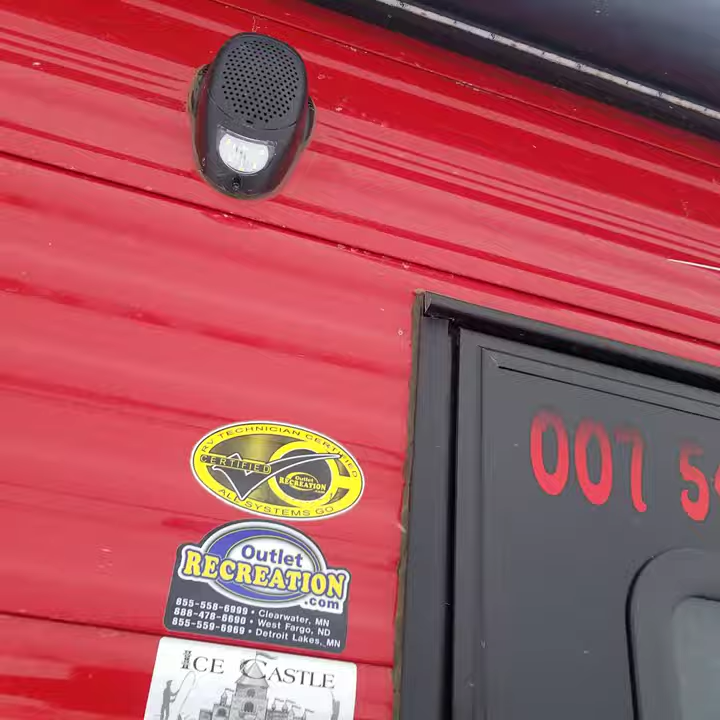 RV TECHNICIAN CERTIFIED
CERTIFIED
Outlet
RECREATION
.com
ALL SYSTEMS GO
Outlet
RECREATION
.com
855-558-6999 • Clearwater, MN
888-478-6690 • West Fargo, ND
855-559-6969 • Detroit Lakes, MN
ICE CASTLE
007 5